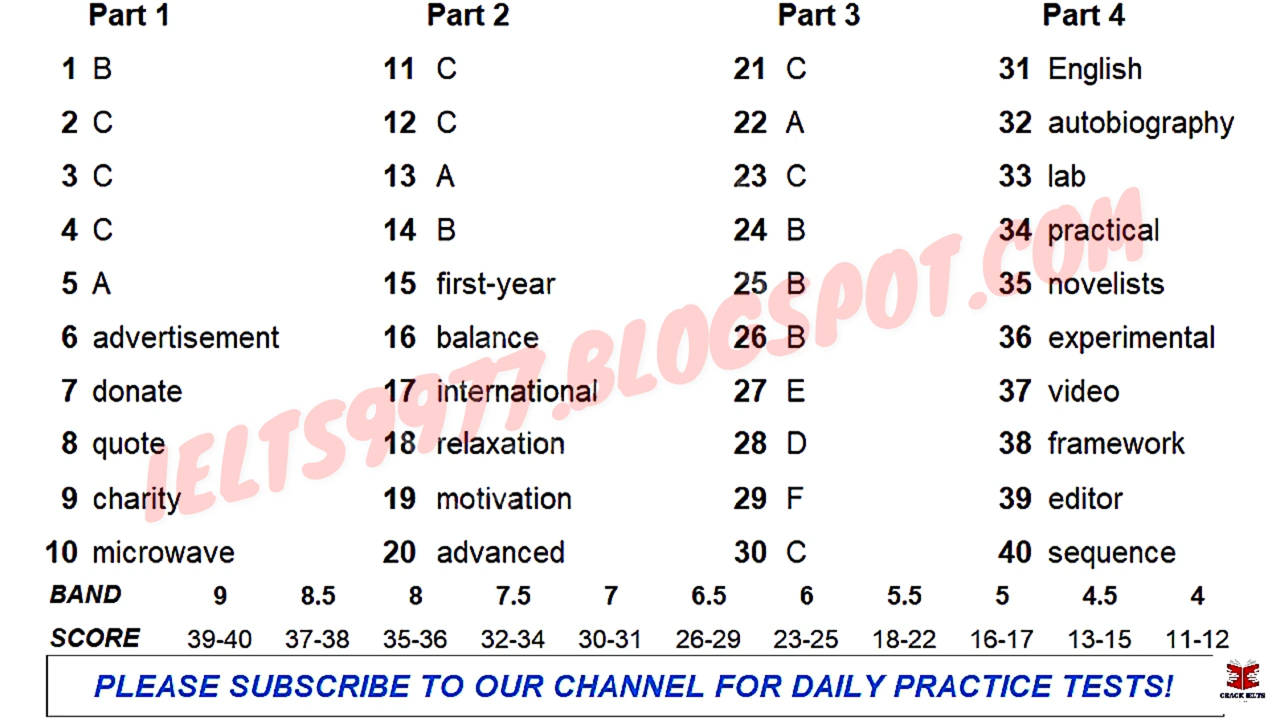 Part 1 Part 2 Part 3 Part 4
1 B 11 C 21 C 31 English
2 C 12 C 22 A 32 autobiography
3 C 13 A 23 C 33 lab
4 C 14 B 24 B 34 practical
5 A 15 first-year 25 B 35 novelists
6 advertisement 16 balance 26 B 36 experimental
7 donate 17 international 27 E 37 video
8 quote 18 relaxation 28 D 38 framework
9 charity 19 motivation 29 F 39 editor
10 microwave 20 advanced 30 C 40 sequence
IELTS9977.BLOGSPOT.COM
BAND 9 8.5 8 7.5 7 6.5 6 5.5 5 4.5 4
SCORE 39-40 37-38 35-36 32-34 30-31 26-29 23-25 18-22 16-17 13-15 11-12
PLEASE SUBSCRIBE TO OUR CHANNEL FOR DAILY PRACTICE TESTS!
CRACK IELTS